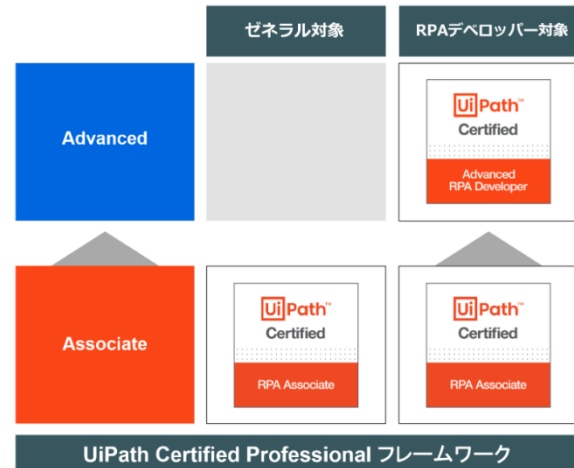 ゼネラル対象
RPAデベロッパー対象
Advanced
UiPath™
Certified
Advanced
RPA Developer
Associate
UiPath™
Certified
RPA Associate
UiPath™
Certified
RPA Associate
UiPath Certified Professional フレームワーク